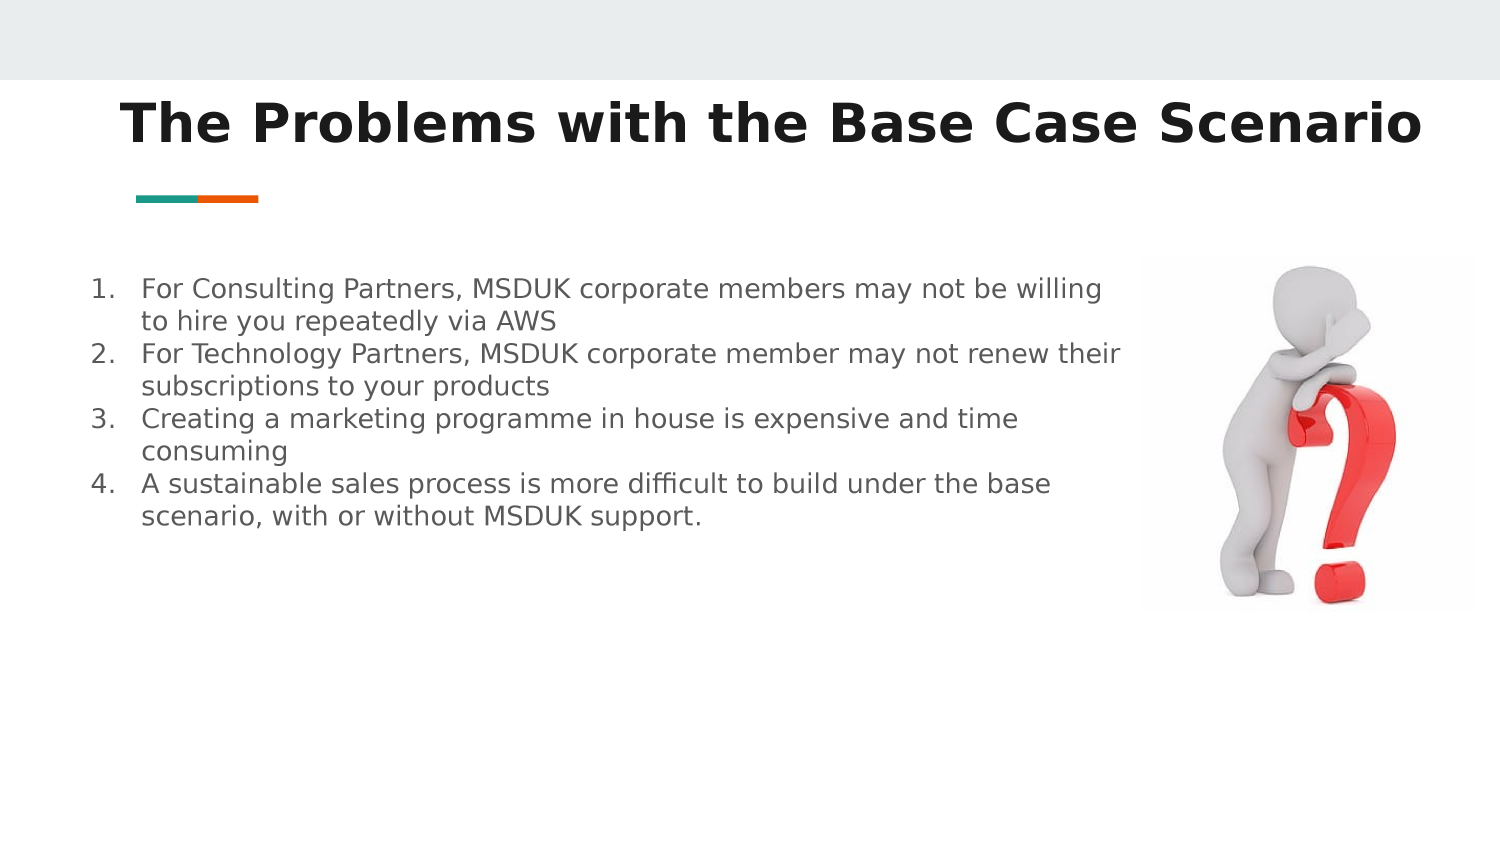 The Problems with the Base Case Scenario
1. For Consulting Partners, MSDUK corporate members may not be willing
to hire you repeatedly via AWS
2. For Technology Partners, MSDUK corporate member may not renew their
subscriptions to your products
3. Creating a marketing programme in house is expensive and time
consuming
4. A sustainable sales process is more difficult to build under the base
scenario, with or without MSDUK support.